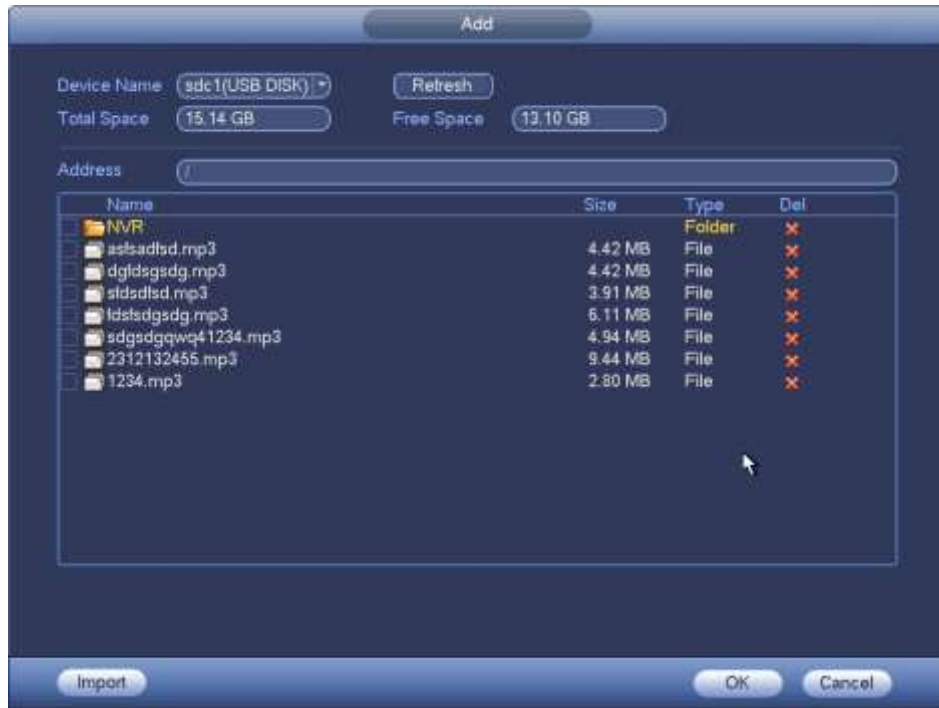 Add
Device Name sdc1(USB DISK) Refresh
Total Space 15.14 GB Free Space 13.10 GB
Address /
Name Size Type Del
NVR Folder
asfsadfsd.mp3 4.42 MB File
dgfdsgsdg.mp3 4.42 MB File
sfdsdfsd.mp3 3.91 MB File
fdsfsdgsdg.mp3 6.11 MB File
sdgsdgqwq41234.mp3 4.94 MB File
2312132455.mp3 9.44 MB File
1234.mp3 2.80 MB File
Import OK Cancel